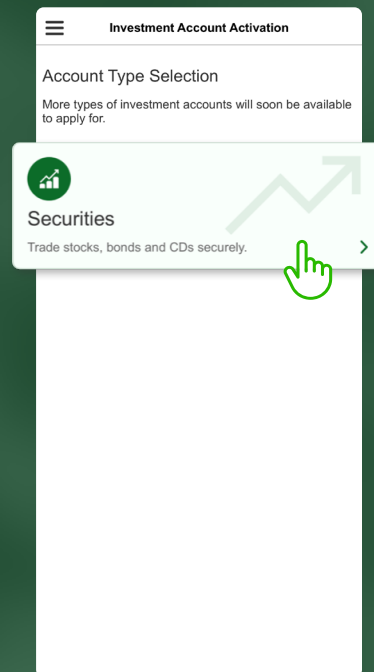 Investment Account Activation
Account Type Selection
More types of investment accounts will soon be available
to apply for.
Securities
Trade stocks, bonds and CDs securely.